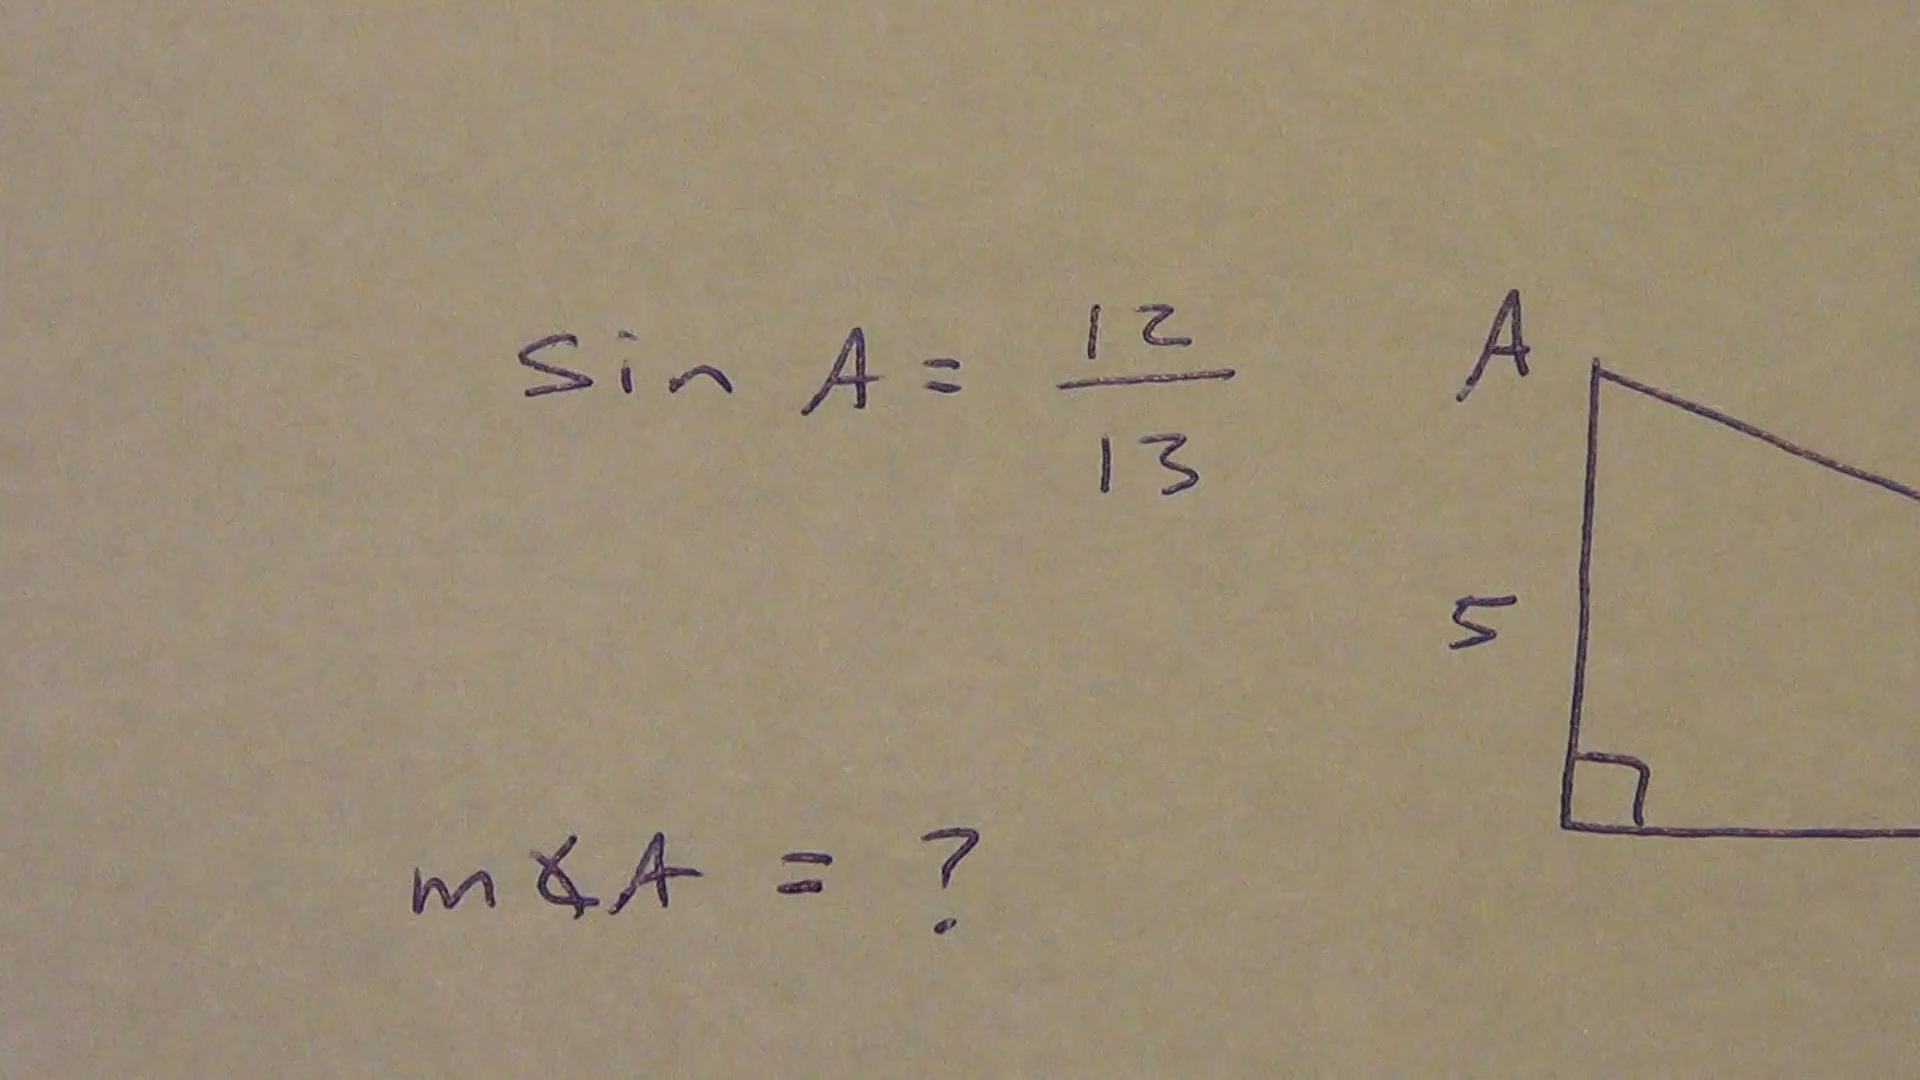 sin A = 12/13
A
5
m∡A = ?